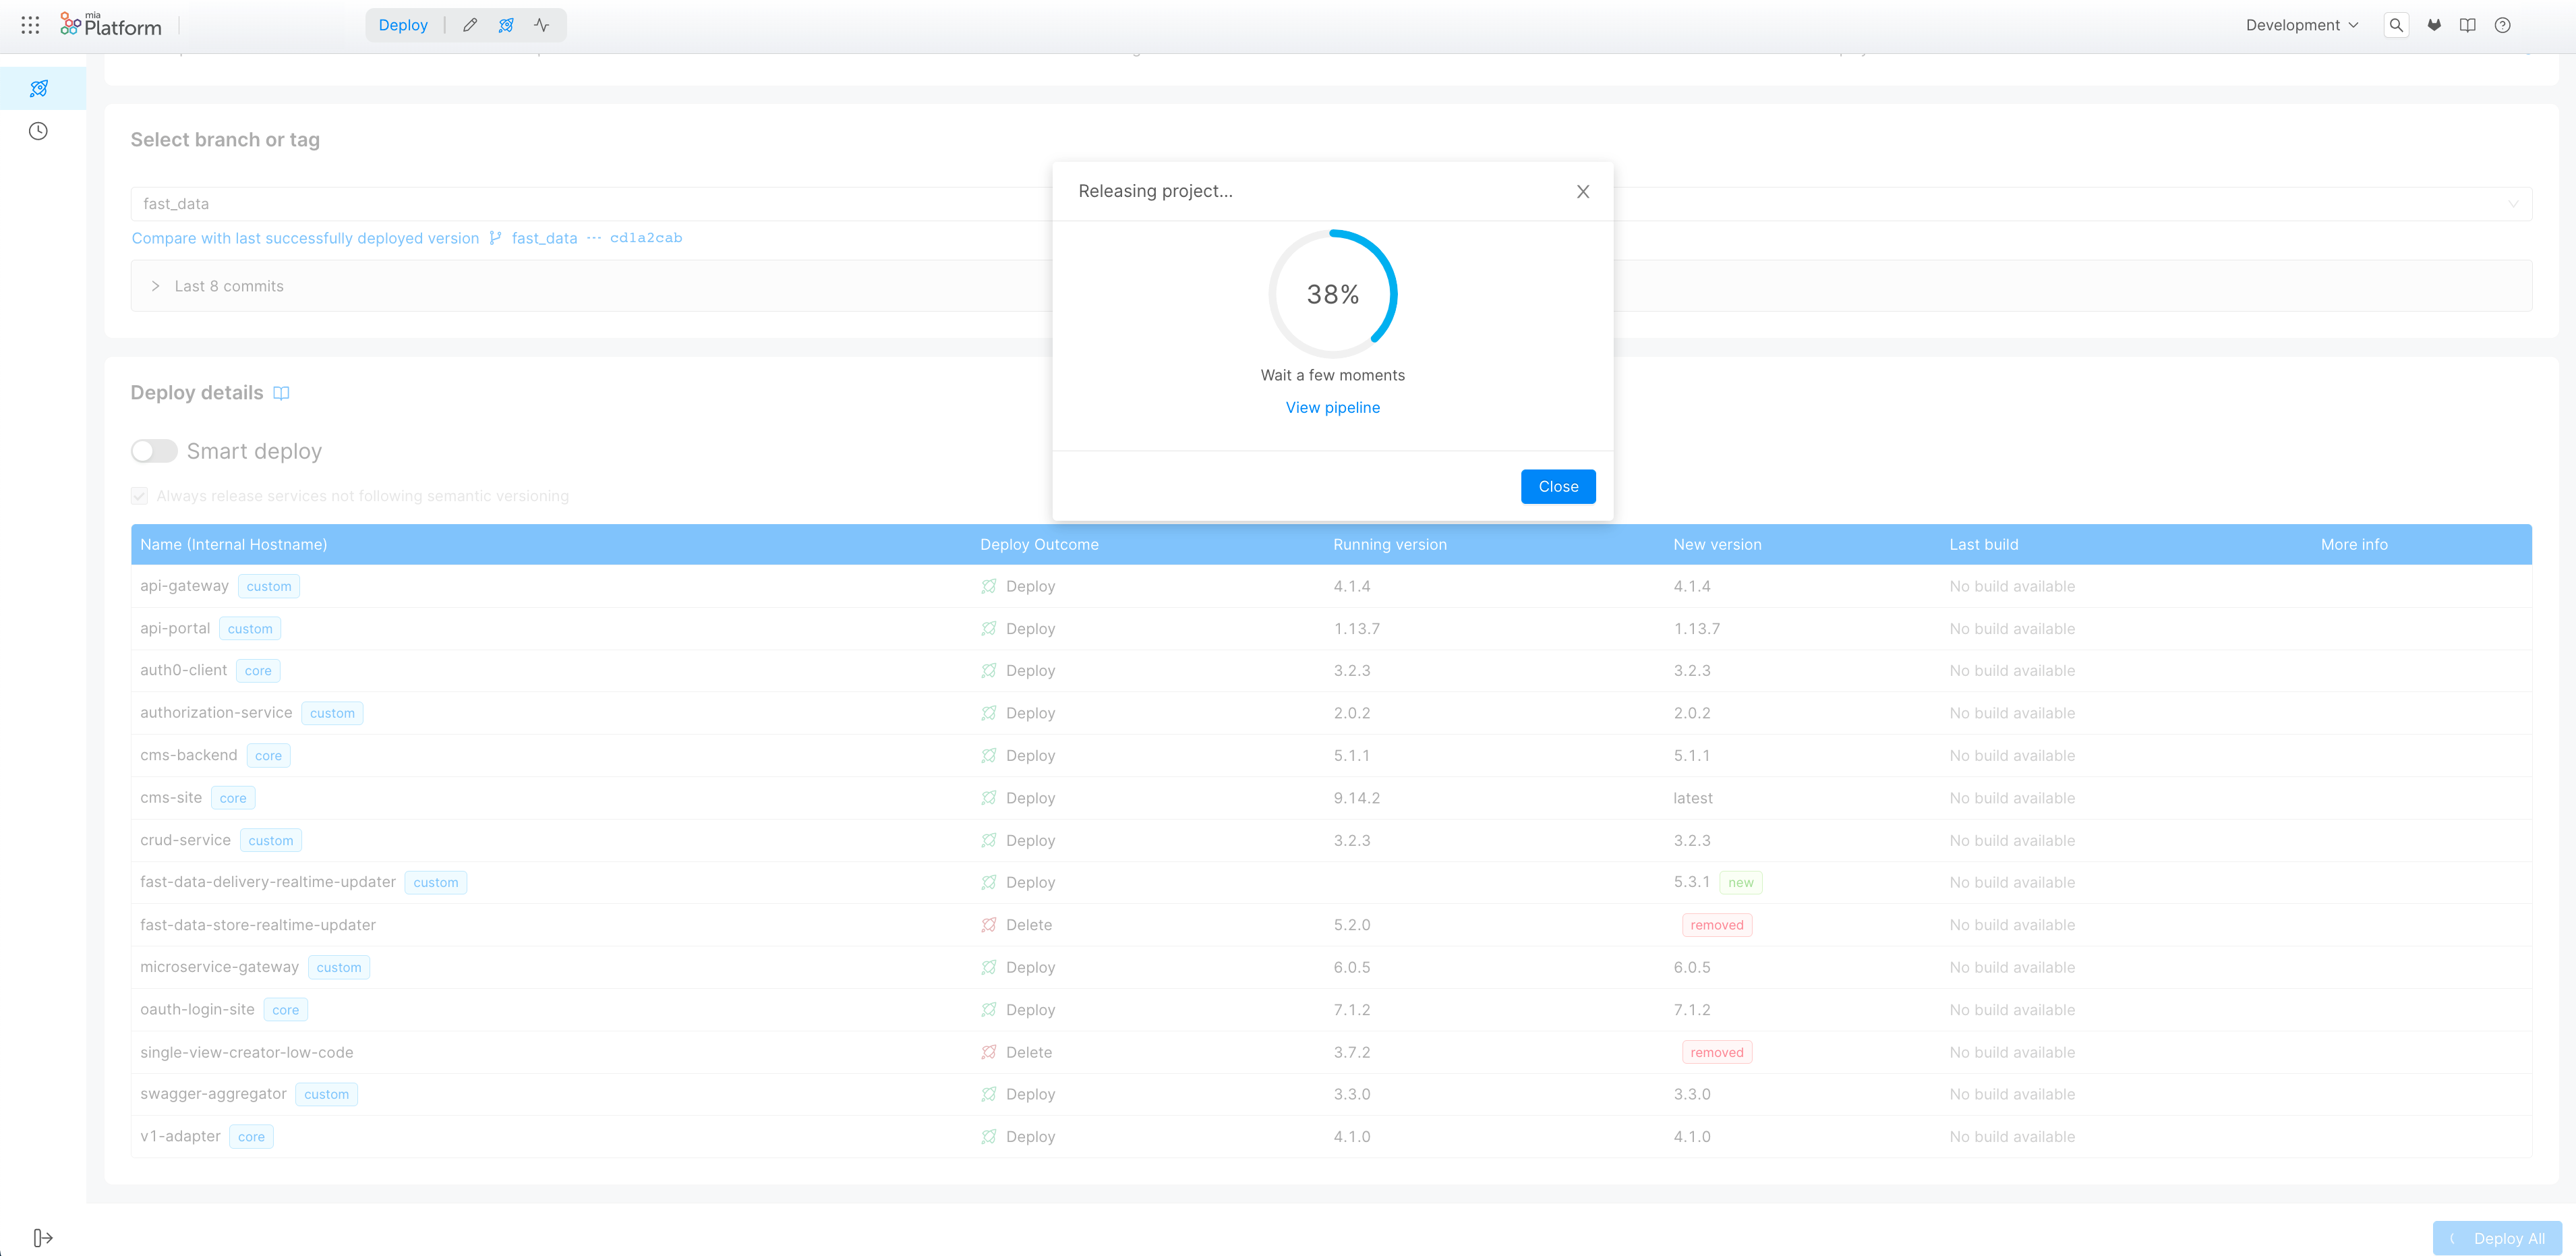 mia
Platform
Deploy
Development
Select branch or tag
fast_data
Compare with last successfully deployed version fast_data ··· cd1a2cab
Last 8 commits
Releasing project...
38%
Wait a few moments
View pipeline
Close
Deploy details
Smart deploy
Always release services not following semantic versioning
Name (Internal Hostname) Deploy Outcome Running version New version Last build More info
api-gateway custom Deploy 4.1.4 4.1.4 No build available
api-portal custom Deploy 1.13.7 1.13.7 No build available
auth0-client core Deploy 3.2.3 3.2.3 No build available
authorization-service custom Deploy 2.0.2 2.0.2 No build available
cms-backend core Deploy 5.1.1 5.1.1 No build available
cms-site core Deploy 9.14.2 latest No build available
crud-service custom Deploy 3.2.3 3.2.3 No build available
fast-data-delivery-realtime-updater custom Deploy 5.3.1 new No build available
fast-data-store-realtime-updater Delete 5.2.0 removed No build available
microservice-gateway custom Deploy 6.0.5 6.0.5 No build available
oauth-login-site core Deploy 7.1.2 7.1.2 No build available
single-view-creator-low-code Delete 3.7.2 removed No build available
swagger-aggregator custom Deploy 3.3.0 3.3.0 No build available
v1-adapter core Deploy 4.1.0 4.1.0 No build available
Deploy All